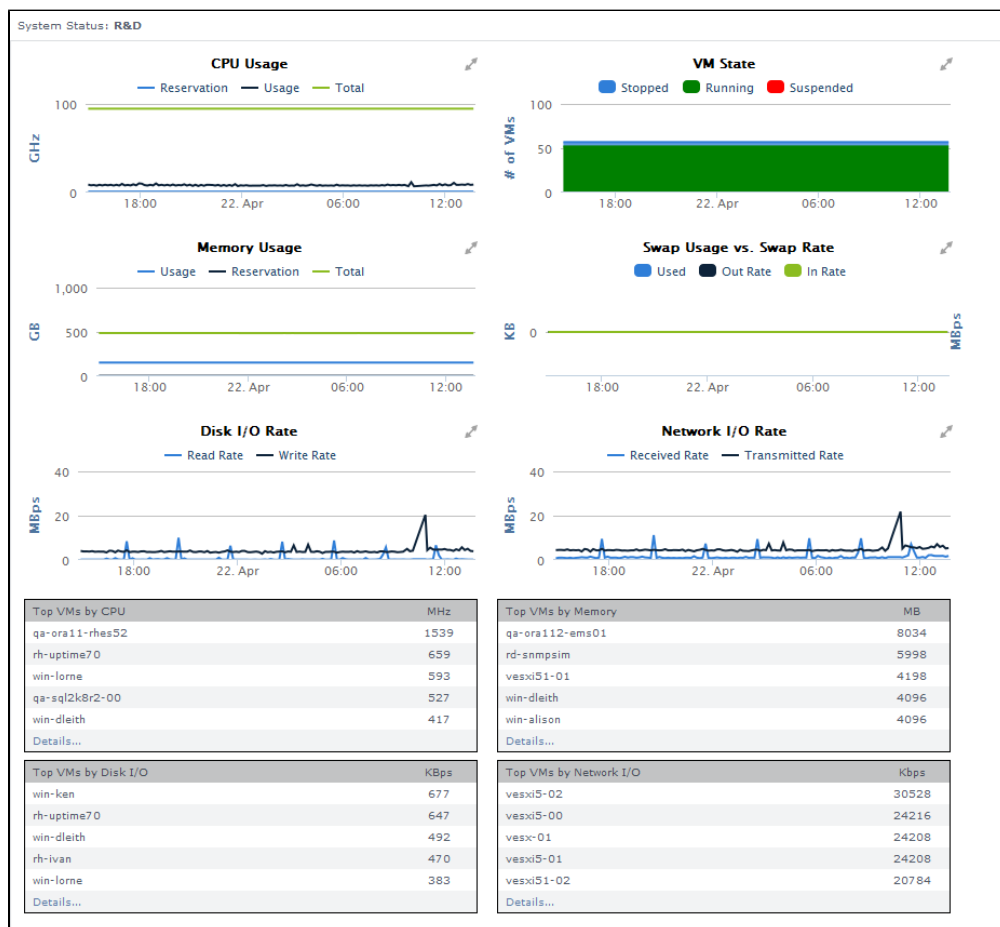 System Status: R&D
CPU Usage
Reservation Usage Total
100
GHz
0
18:00 22. Apr 06:00 12:00
VM State
Stopped Running Suspended
100
# of VMs
50
0
18:00 22. Apr 06:00 12:00
Memory Usage
Usage Reservation Total
1,000
GB
500
0
18:00 22. Apr 06:00 12:00
Swap Usage vs. Swap Rate
Used Out Rate In Rate
KB
0
MBps
18:00 22. Apr 06:00 12:00
Disk I/O Rate
Read Rate Write Rate
40
MBps
20
0
18:00 22. Apr 06:00 12:00
Network I/O Rate
Received Rate Transmitted Rate
40
MBps
20
0
18:00 22. Apr 06:00 12:00
Top VMs by CPU MHz
qa-ora11-rhes52 1539
rh-uptime70 659
win-lorne 593
qa-sql2k8r2-00 527
win-dleith 417
Details...
Top VMs by Memory MB
qa-ora112-ems01 8034
rd-snmpsim 5998
vesxi51-01 4198
win-dleith 4096
win-alison 4096
Details...
Top VMs by Disk I/O KBps
win-ken 677
rh-uptime70 647
win-dleith 492
rh-ivan 470
win-lorne 383
Details...
Top VMs by Network I/O Kbps
vesxi5-02 30528
vesxi5-00 24216
vesx-01 24208
vesxi5-01 24208
vesxi51-02 20784
Details...